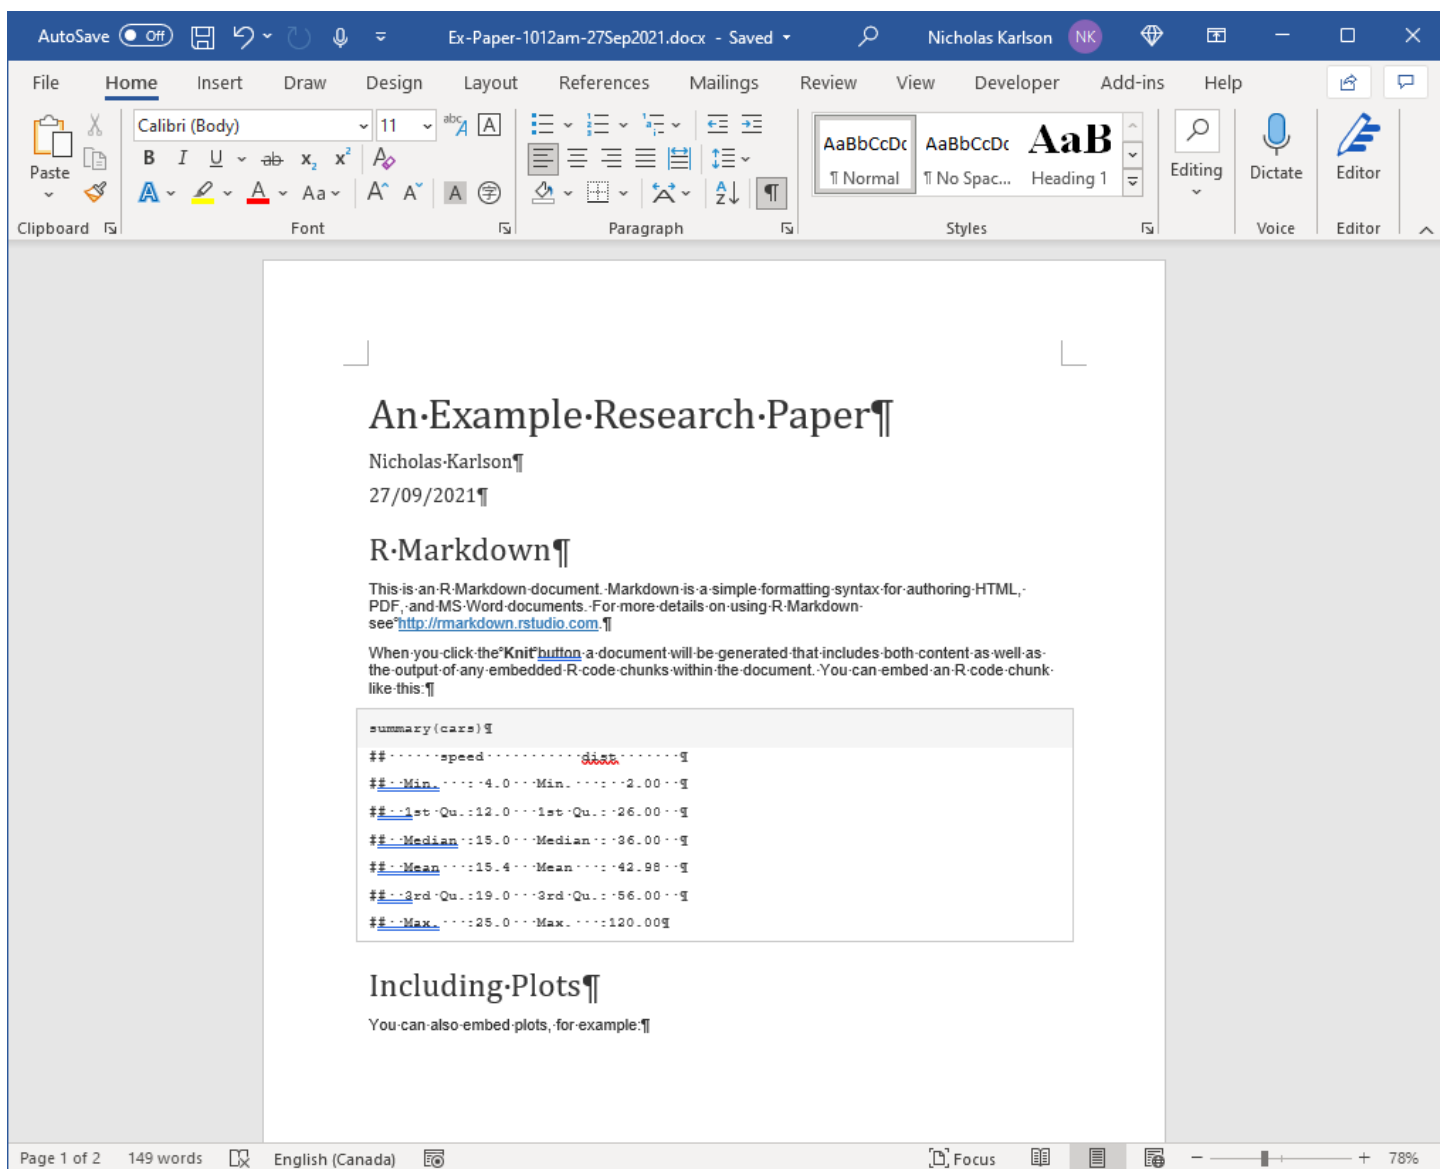 AutoSave Off Ex-Paper-1012am-27Sep2021.docx - Saved Nicholas Karlson NK
File Home Insert Draw Design Layout References Mailings Review View Developer Add-ins Help
Calibri (Body) 11 abc A A AaBbCcDc AaBbCcDc AaB
Paste B I U ab x2 x2 A ¶ Normal ¶ No Spac... Heading 1 Editing Dictate Editor
A A Aa A A A 字 A Z ¶
Clipboard Font Paragraph Styles Voice Editor
An·Example·Research·Paper¶
Nicholas·Karlson¶
27/09/2021¶
R·Markdown¶
This·is·an·R·Markdown·document.·Markdown·is·a·simple·formatting·syntax·for·authoring·HTML,·
PDF,·and·MS·Word·documents.·For·more·details·on·using·R·Markdown·
see°http://rmarkdown.rstudio.com.¶
When·you·click·the°Knit°button·a·document·will·be·generated·that·includes·both·content·as·well·as·
the·output·of·any·embedded·R·code·chunks·within·the·document.·You·can·embed·an·R·code·chunk·
like·this:¶
summary(cars)¶
##······speed···········dist·······¶
##··Min.···:·4.0···Min.···:··2.00··¶
##··1st·Qu.:12.0···1st·Qu.:·26.00··¶
##··Median·:15.0···Median·:·36.00··¶
##··Mean···:15.4···Mean···:·42.98··¶
##··3rd·Qu.:19.0···3rd·Qu.:·56.00··¶
##··Max.···:25.0···Max.···:120.00¶
Including·Plots¶
You·can·also·embed·plots,·for·example:¶
Page 1 of 2 149 words English (Canada) Focus 78%